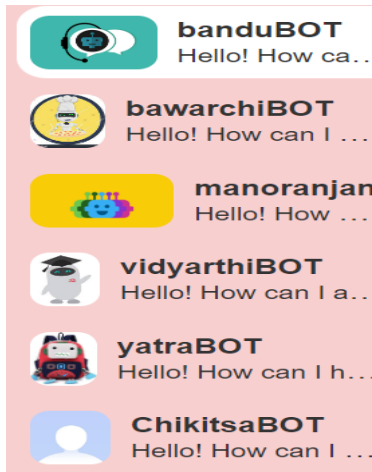 banduBOT
Hello! How ca...
bawarchiBOT
Hello! How can I ...
manoranjan
Hello! How ...
vidyarthiBOT
Hello! How can I a...
yatraBOT
Hello! How can I h...
ChikitsaBOT
Hello! How can I ...